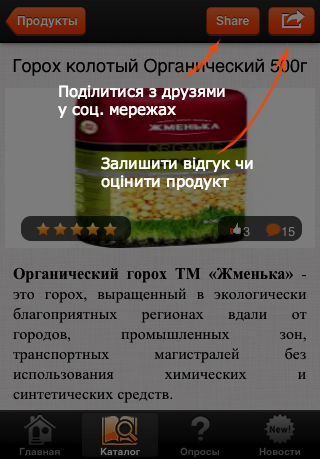 Продукты
Share
Горох колотый Органический 500г
Поділитися з друзями
у соц. мережах
ЖМЕНЬКА
ORGANIC
Залишити відгук чи
оцінити продукт
3
15
Органический горох ТМ «Жменька» -
это горох, выращенный в экологически
благоприятных регионах вдали от
городов, промышленных зон,
транспортных магистралей без
использования химических и
синтетических средств.
Главная
Каталог
?
Опросы
New!
Новости